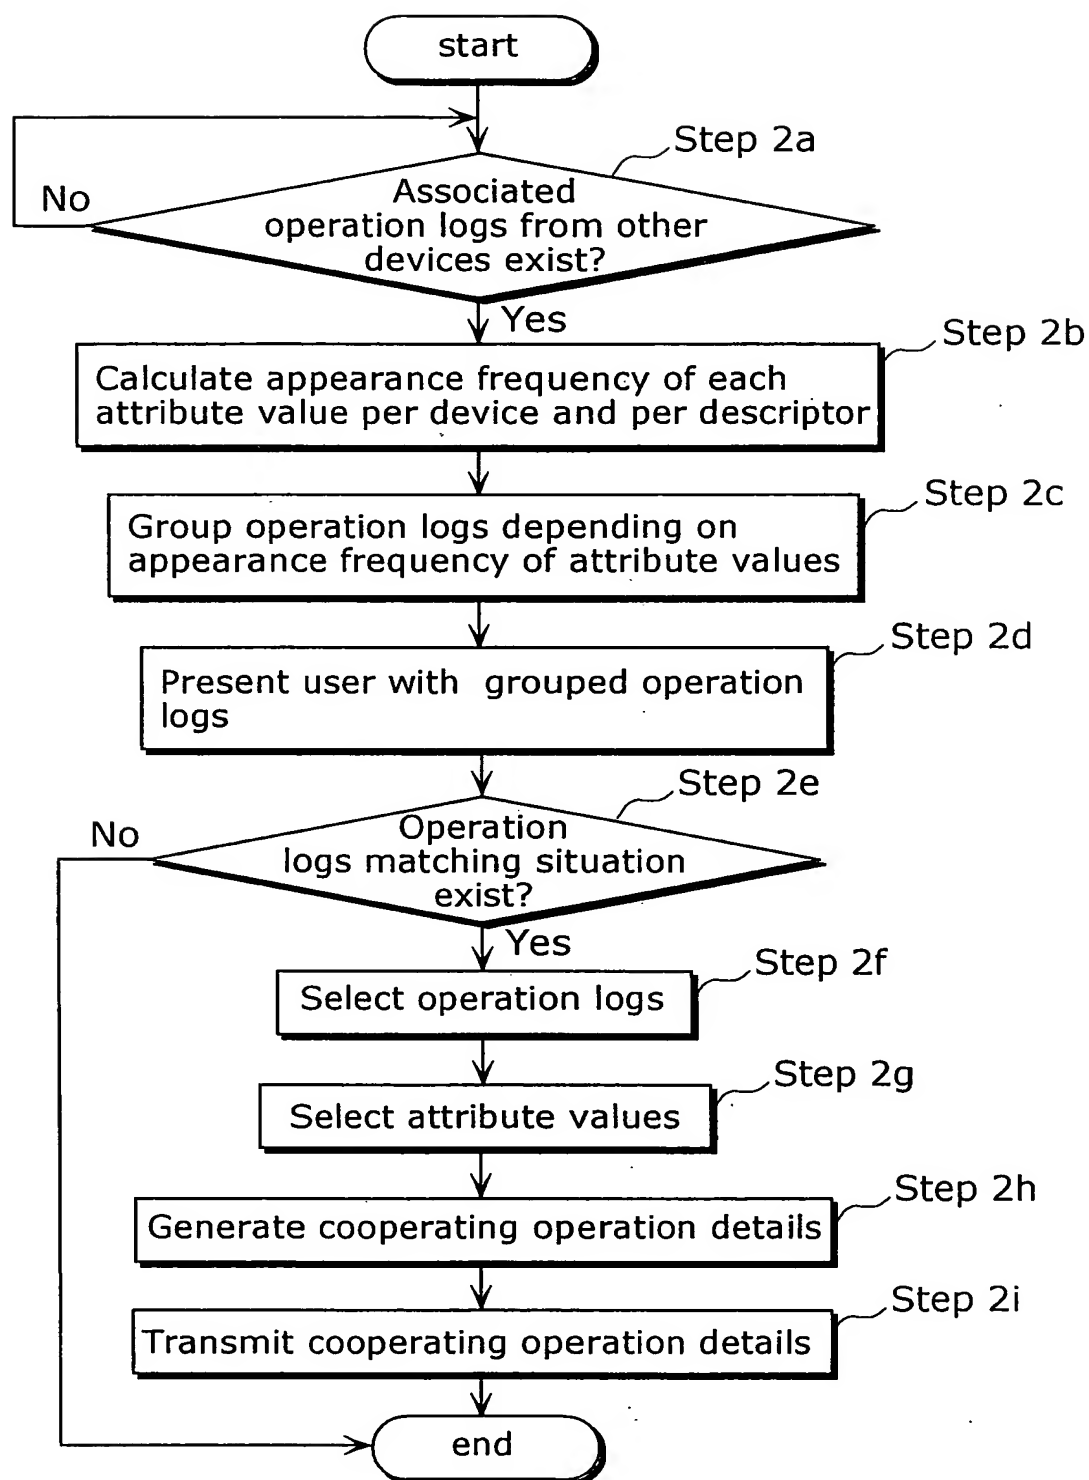 start
Step 2a
No
Associated
operation logs from other
devices exist?
Yes
Step 2b
Calculate appearance frequency of each
attribute value per device and per descriptor
Step 2c
Group operation logs depending on
appearance frequency of attribute values
Step 2d
Present user with grouped operation
logs
Step 2e
No
Operation
logs matching situation
exist?
Yes
Step 2f
Select operation logs
Step 2g
Select attribute values
Step 2h
Generate cooperating operation details
Step 2i
Transmit cooperating operation details
end